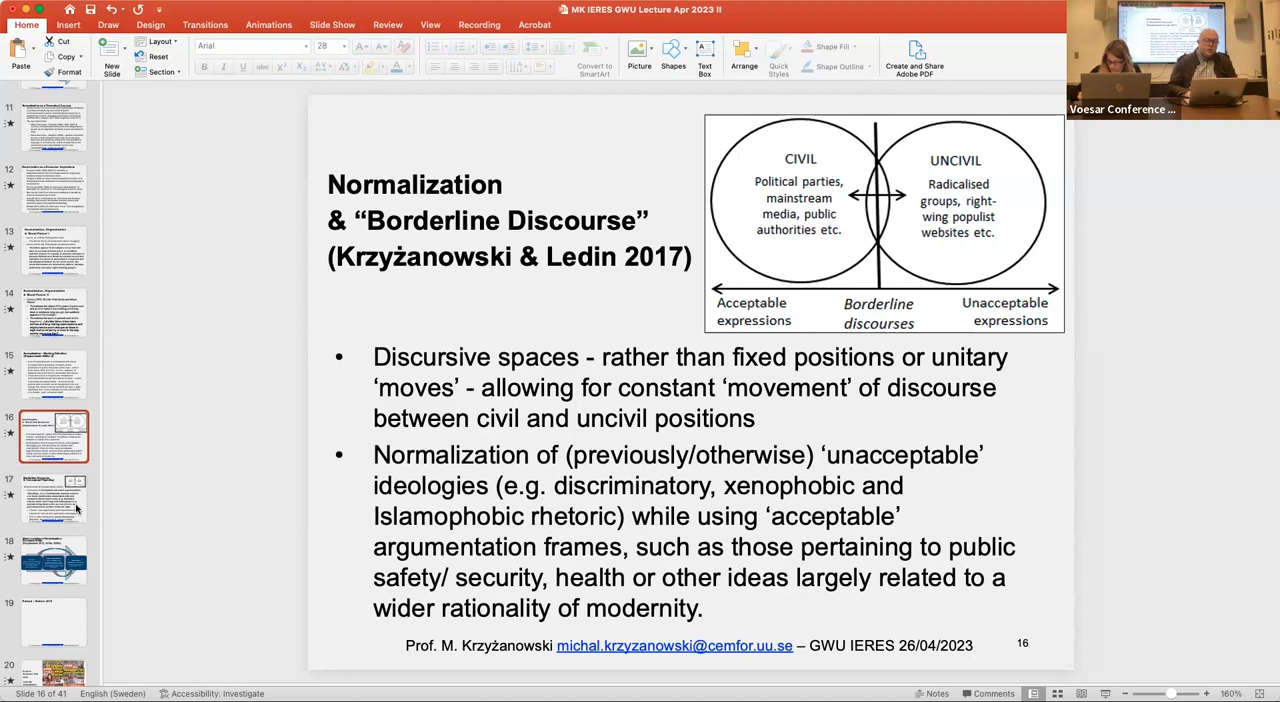 MK IERES GWU Lecture Apr 2023 II
Home Insert Draw Design Transitions Animations Slide Show Review View Recording Acrobat
Paste
Cut
Copy
Format
New
Slide
Layout
Reset
Section
Arial
28
Convert to
SmartArt
Picture
Shapes
Text
Box
Quick
Styles
Shape Fill
Shape Outline
Create and Share
Adobe PDF
Voesar Conference ...
11
12
13
14
15
16
17
18
19
20
Normalization
& “Borderline Discourse”
(Krzyżanowski & Ledin 2017)
CIVIL
Political parties,
mainstream
media, public
authorities etc.
UNCIVIL
Radicalised
groups, right-
wing populist
websites etc.
Acceptable
expressions
Borderline
discourses
Unacceptable
expressions
• Discursive spaces - rather than fixed positions or unitary
‘moves’ - allowing for constant ‘movement’ of discourse
between civil and uncivil positions
• Normalization of (previously/otherwise) ‘unacceptable’
ideologies (e.g. discriminatory, xenophobic and
Islamophobic rhetoric) while using ‘acceptable’
argumentation frames, such as those pertaining to public
safety/ security, health or other ideas largely related to a
wider rationality of modernity.
Prof. M. Krzyżanowski michal.krzyzanowski@cemfor.uu.se – GWU IERES 26/04/2023
16
Slide 16 of 41 English (Sweden) Accessibility: Investigate Notes Comments 160%